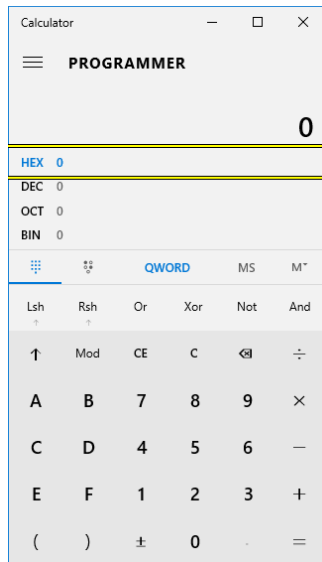 Calculator
PROGRAMMER
0
HEX 0
DEC 0
OCT 0
BIN 0
QWORD MS M˅
Lsh Rsh Or Xor Not And
↑ Mod CE C ⌫ ÷
A B 7 8 9 ×
C D 4 5 6 −
E F 1 2 3 +
( ) ± 0 . =